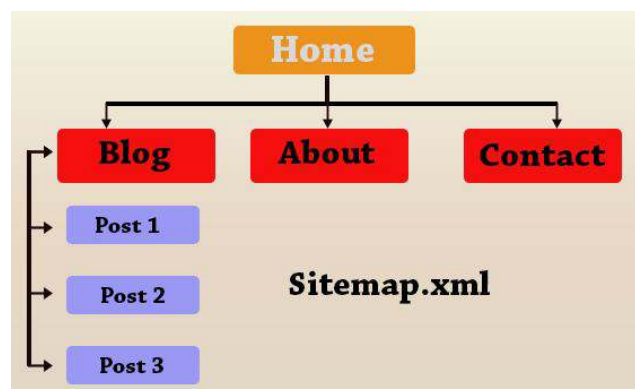 Home
Blog
About
Contact
Post 1
Post 2
Sitemap.xml
Post 3